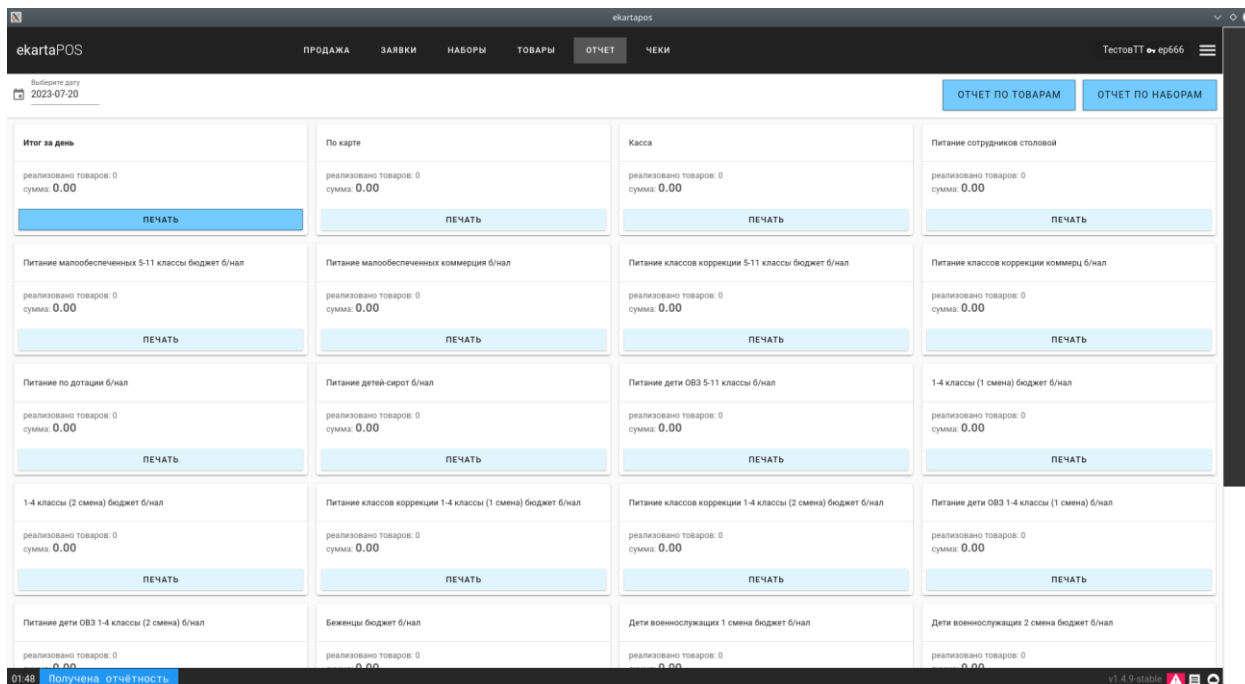 ekartapos
ekartaPOS ПРОДАЖА ЗАЯВКИ НАБОРЫ ТОВАРЫ ОТЧЕТ ЧЕКИ ТестовТТ ep666
Выберите дату
2023-07-20 ОТЧЕТ ПО ТОВАРАМ ОТЧЕТ ПО НАБОРАМ
Итог за день
реализовано товаров: 0
сумма: 0.00
ПЕЧАТЬ
По карте
реализовано товаров: 0
сумма: 0.00
ПЕЧАТЬ
Касса
реализовано товаров: 0
сумма: 0.00
ПЕЧАТЬ
Питание сотрудников столовой
реализовано товаров: 0
сумма: 0.00
ПЕЧАТЬ
Питание малообеспеченных 5-11 классы бюджет б/нал
реализовано товаров: 0
сумма: 0.00
ПЕЧАТЬ
Питание малообеспеченных коммерция б/нал
реализовано товаров: 0
сумма: 0.00
ПЕЧАТЬ
Питание классов коррекции 5-11 классы бюджет б/нал
реализовано товаров: 0
сумма: 0.00
ПЕЧАТЬ
Питание классов коррекции коммерц б/нал
реализовано товаров: 0
сумма: 0.00
ПЕЧАТЬ
Питание по дотации б/нал
реализовано товаров: 0
сумма: 0.00
ПЕЧАТЬ
Питание детей-сирот б/нал
реализовано товаров: 0
сумма: 0.00
ПЕЧАТЬ
Питание дети ОВЗ 5-11 классы б/нал
реализовано товаров: 0
сумма: 0.00
ПЕЧАТЬ
1-4 классы (1 смена) бюджет б/нал
реализовано товаров: 0
сумма: 0.00
ПЕЧАТЬ
1-4 классы (2 смена) бюджет б/нал
реализовано товаров: 0
сумма: 0.00
ПЕЧАТЬ
Питание классов коррекции 1-4 классы (1 смена) бюджет б/нал
реализовано товаров: 0
сумма: 0.00
ПЕЧАТЬ
Питание классов коррекции 1-4 классы (2 смена) бюджет б/нал
реализовано товаров: 0
сумма: 0.00
ПЕЧАТЬ
Питание дети ОВЗ 1-4 классы (1 смена) б/нал
реализовано товаров: 0
сумма: 0.00
ПЕЧАТЬ
Питание дети ОВЗ 1-4 классы (2 смена) б/нал
реализовано товаров: 0
сумма: 0.00
Беженцы бюджет б/нал
реализовано товаров: 0
сумма: 0.00
Дети военнослужащих 1 смена бюджет б/нал
реализовано товаров: 0
сумма: 0.00
Дети военнослужащих 2 смена бюджет б/нал
реализовано товаров: 0
сумма: 0.00
01:48 Получена отчётность v1.4.9-stable